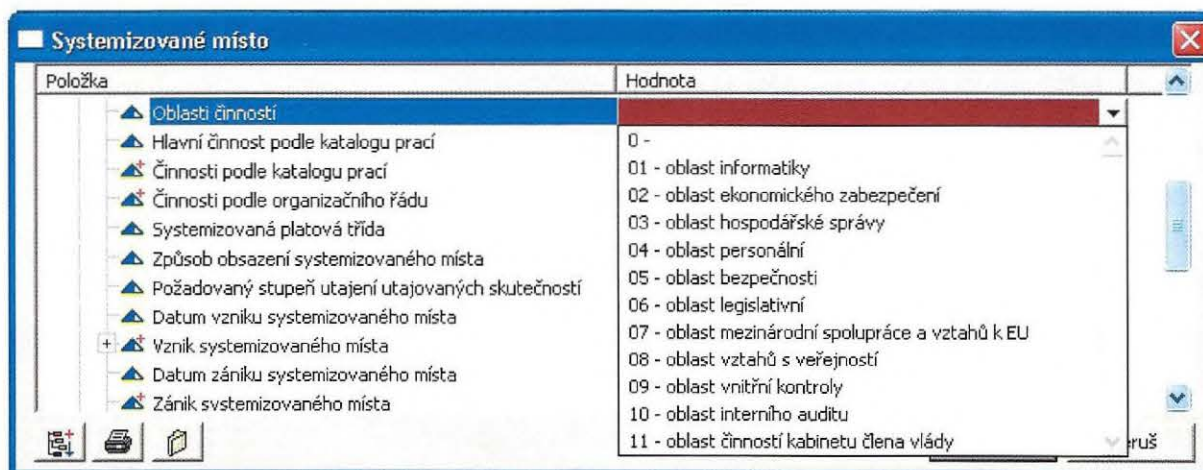 Systemizované místo
Položka
Hodnota
Oblasti činností
Hlavní činnost podle katalogu prací
Činnosti podle katalogu prací
Činnosti podle organizačního řádu
Systemizovaná platová třída
Způsob obsazení systemizovaného místa
Požadovaný stupeň utajení utajovaných skutečností
Datum vzniku systemizovaného místa
Vznik systemizovaného místa
Datum zániku systemizovaného místa
Zánik systemizovaného místa
0 -
01 - oblast informatiky
02 - oblast ekonomického zabezpečení
03 - oblast hospodářské správy
04 - oblast personální
05 - oblast bezpečnosti
06 - oblast legislativní
07 - oblast mezinárodní spolupráce a vztahů k EU
08 - oblast vztahů s veřejností
09 - oblast vnitřní kontroly
10 - oblast interního auditu
11 - oblast činností kabinetu člena vlády
ruš